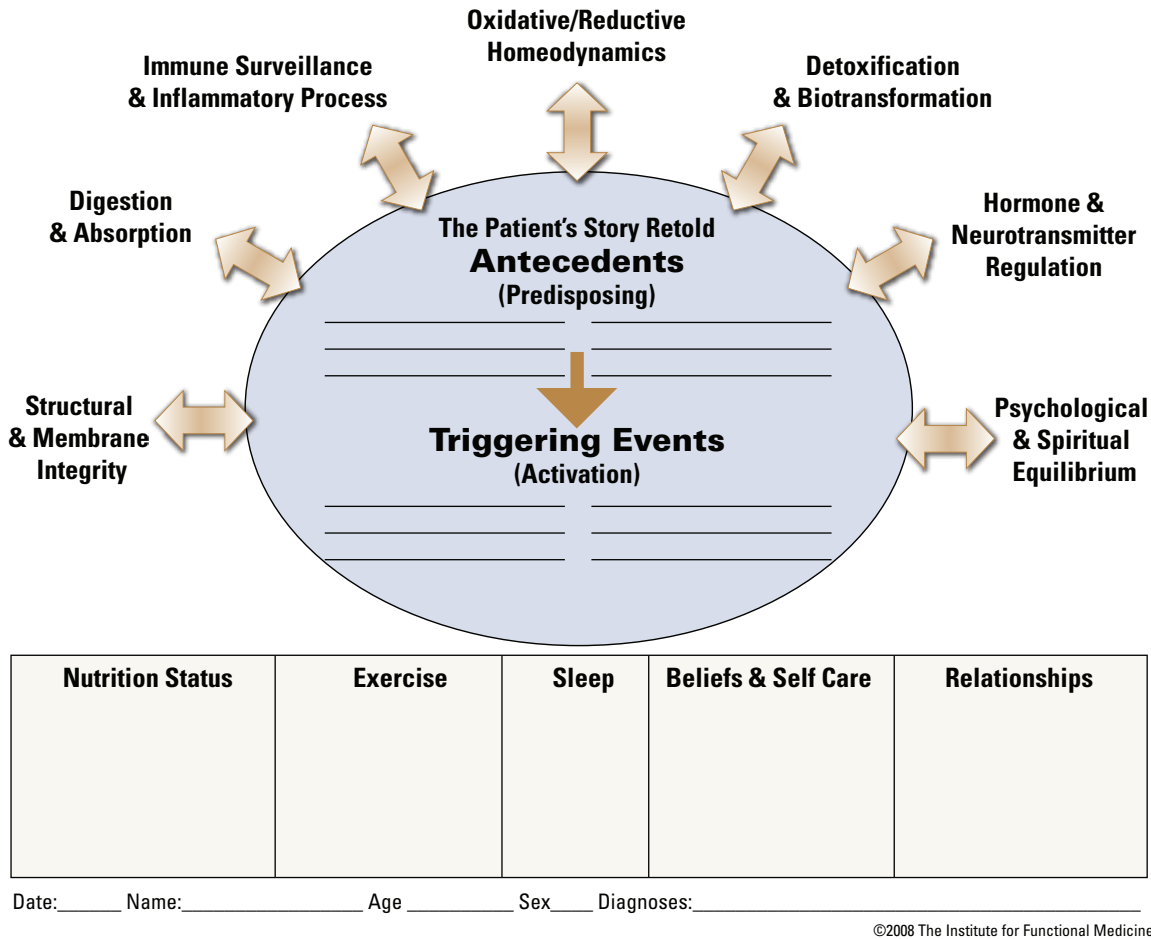 Oxidative/Reductive
Homeodynamics
Immune Surveillance
& Inflammatory Process
Detoxification
& Biotransformation
Digestion
& Absorption
Hormone &
Neurotransmitter
Regulation
The Patient's Story Retold
Antecedents
(Predisposing)
Structural
& Membrane
Integrity
Triggering Events
(Activation)
Psychological
& Spiritual
Equilibrium
Nutrition Status Exercise Sleep Beliefs & Self Care Relationships
Date:______ Name:_________________ Age __________ Sex____ Diagnoses:__________________________________________
©2008 The Institute for Functional Medicine